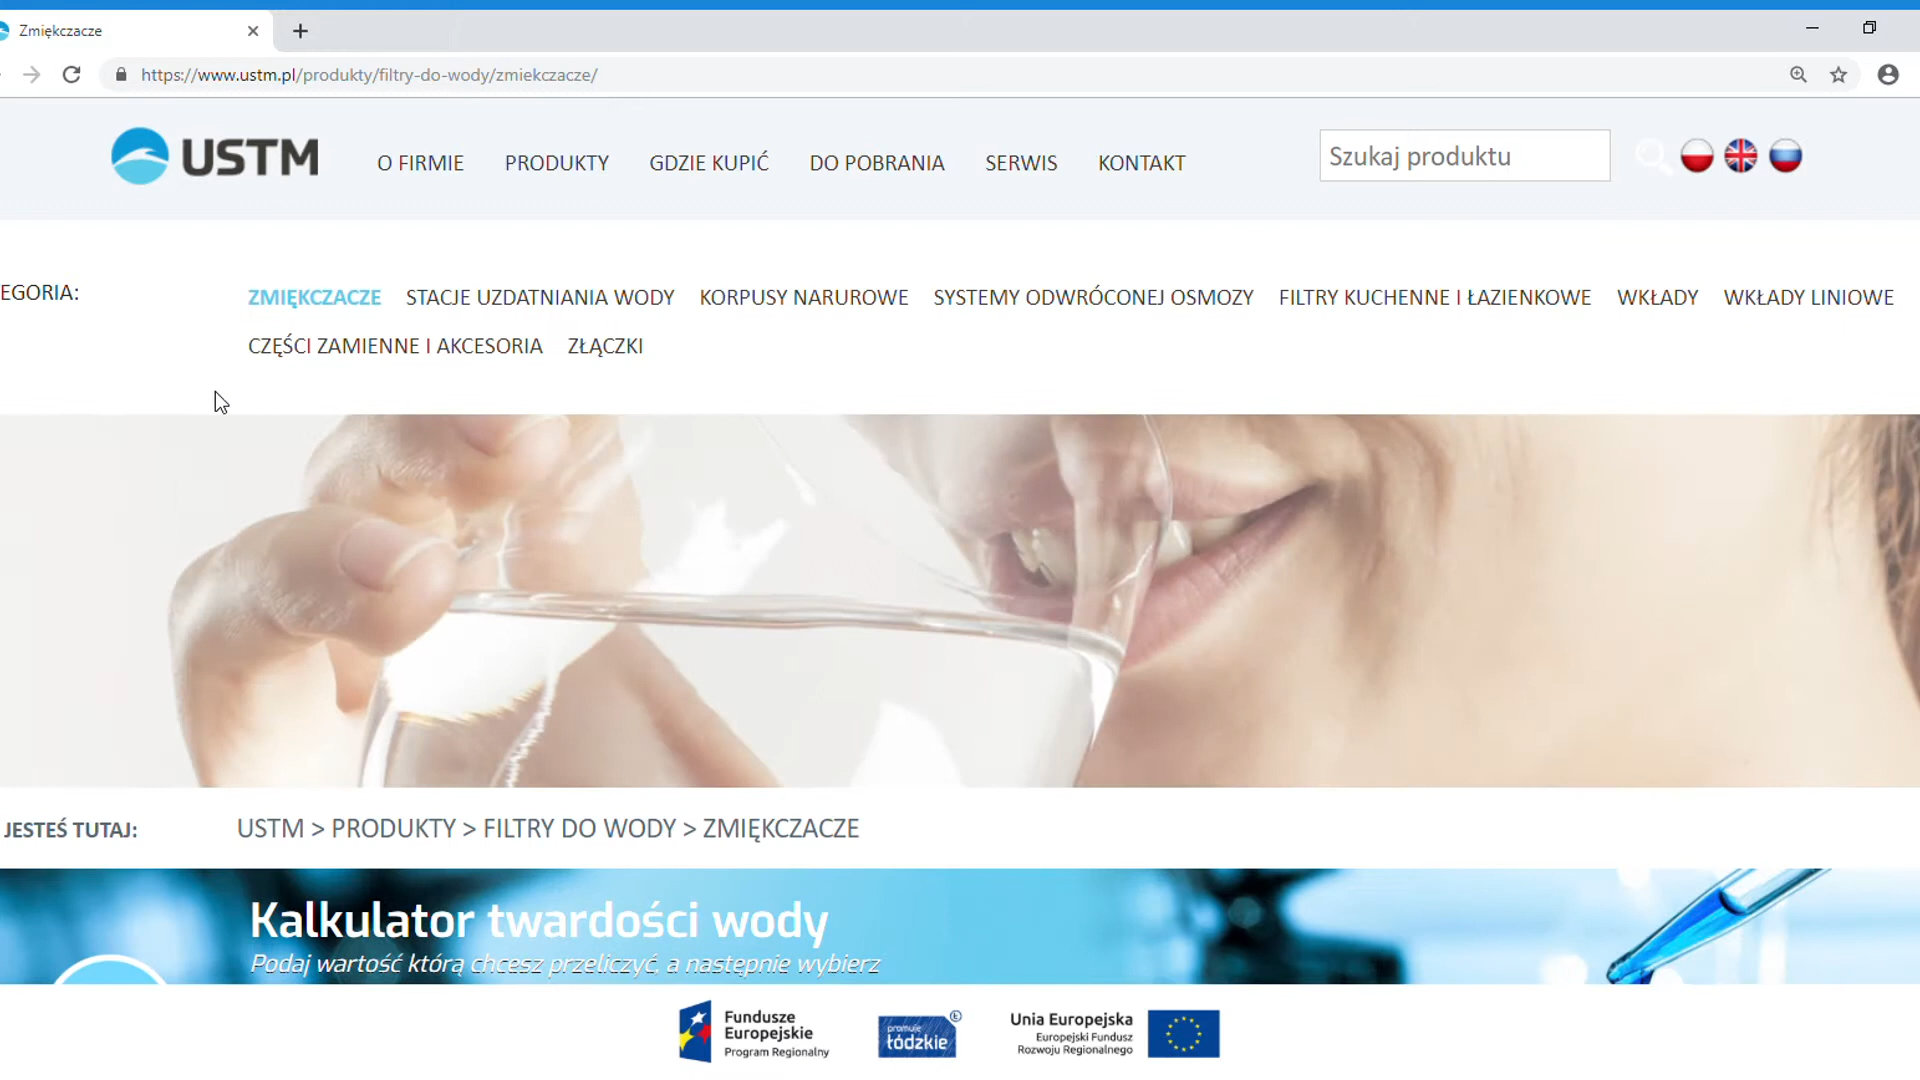 Zmiękczacze
https://www.ustm.pl/produkty/filtry-do-wody/zmiekczacze/
USTM
O FIRMIE PRODUKTY GDZIE KUPIĆ DO POBRANIA SERWIS KONTAKT
Szukaj produktu
EGORIA:
ZMIĘKCZACZE STACJE UZDATNIANIA WODY KORPUSY NARUROWE SYSTEMY ODWRÓCONEJ OSMOZY FILTRY KUCHENNE I ŁAZIENKOWE WKŁADY WKŁADY LINIOWE
CZĘŚCI ZAMIENNE I AKCESORIA ZŁĄCZKI
JESTEŚ TUTAJ: USTM > PRODUKTY > FILTRY DO WODY > ZMIĘKCZACZE
Kalkulator twardości wody
Podaj wartość którą chcesz przeliczyć, a następnie wybierz
Fundusze
Europejskie
Program Regionalny
promuje
łódzkie
Unia Europejska
Europejski Fundusz
Rozwoju Regionalnego